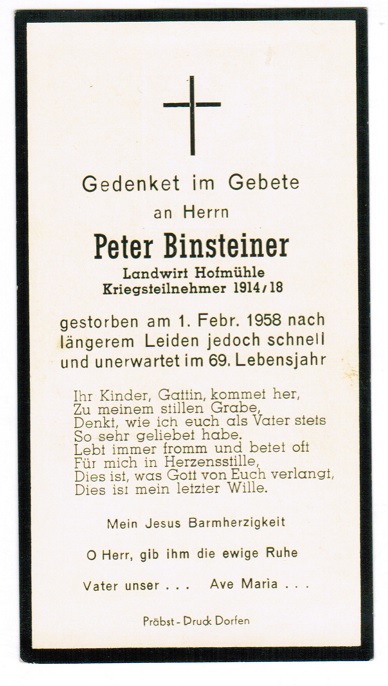 Gedenket im Gebete
an Herrn
Peter Binsteiner
Landwirt Hofmühle
Kriegsteilnehmer 1914/18
gestorben am 1. Febr. 1958 nach
längerem Leiden jedoch schnell
und unerwartet im 69. Lebensjahr
Ihr Kinder, Gattin, kommet her,
Zu meinem stillen Grabe,
Denkt, wie ich euch als Vater stets
So sehr geliebet habe.
Lebt immer fromm und betet oft
Für mich in Herzensstille,
Dies ist, was Gott von Euch verlangt,
Dies ist mein letzter Wille.
Mein Jesus Barmherzigkeit
O Herr, gib ihm die ewige Ruhe
Vater unser . . . Ave Maria . . .
Präbst-Druck Dorfen